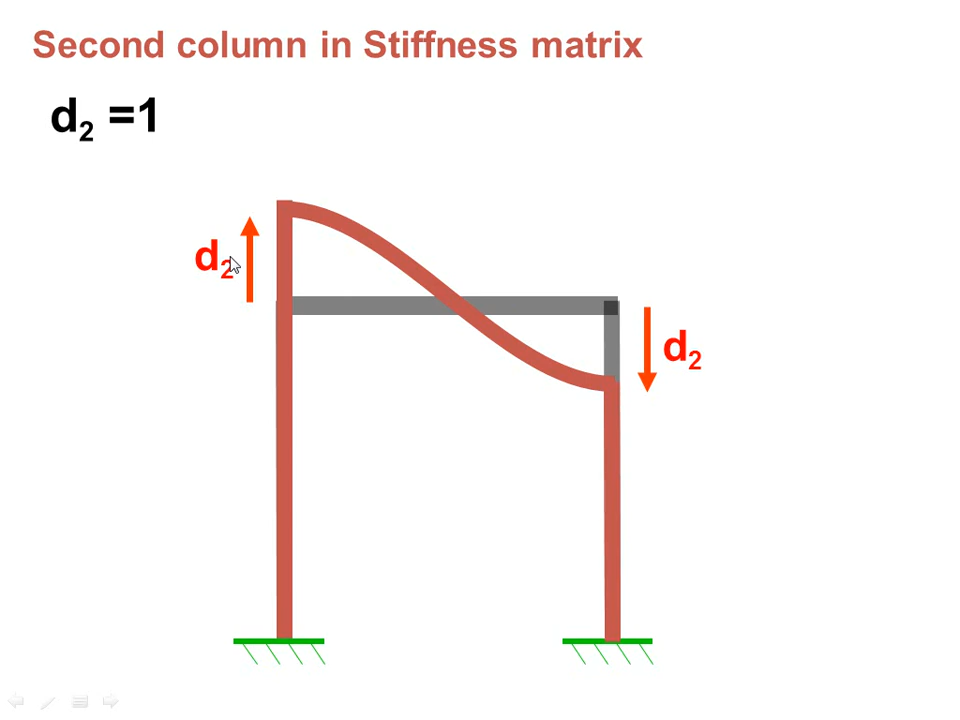 Second column in Stiffness matrix
d₂ =1
d₂
d₂